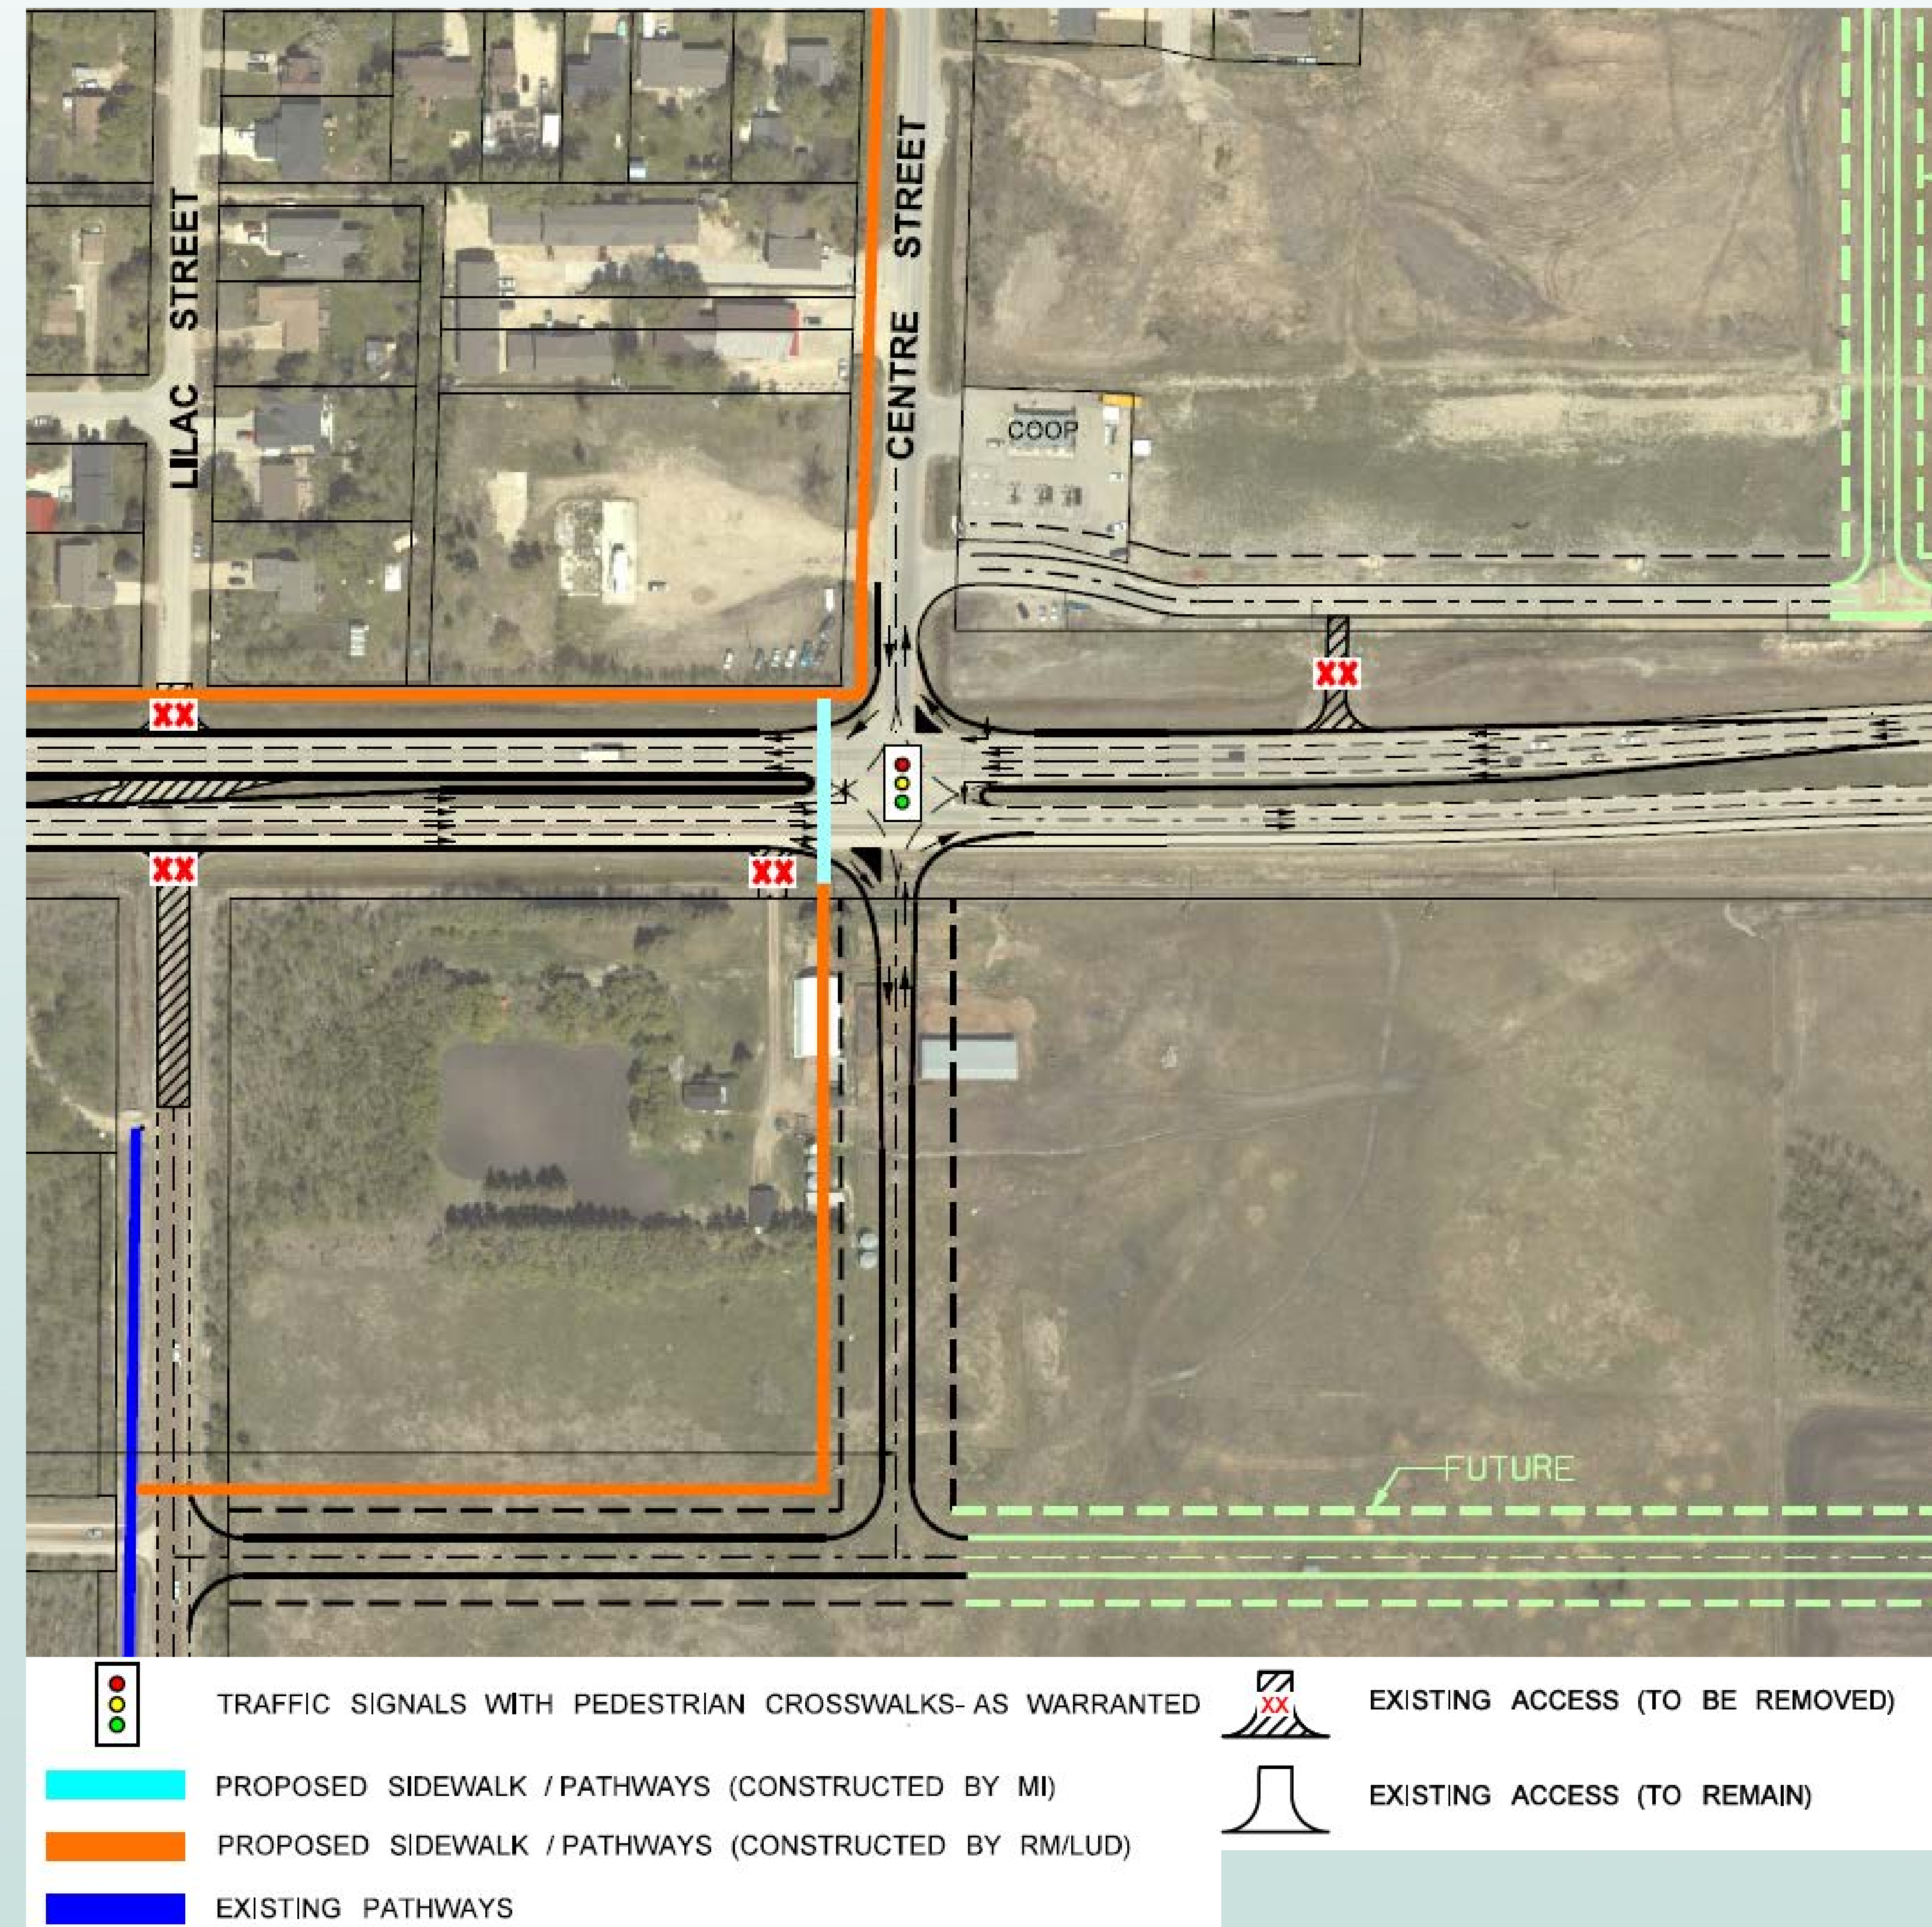 LILAC STREET
CENTRE STREET
COOP
XX
XX
XX
XX
FUTURE
TRAFFIC SIGNALS WITH PEDESTRIAN CROSSWALKS- AS WARRANTED
XX
EXISTING ACCESS (TO BE REMOVED)
PROPOSED SIDEWALK / PATHWAYS (CONSTRUCTED BY MI)
EXISTING ACCESS (TO REMAIN)
PROPOSED SIDEWALK / PATHWAYS (CONSTRUCTED BY RM/LUD)
EXISTING PATHWAYS